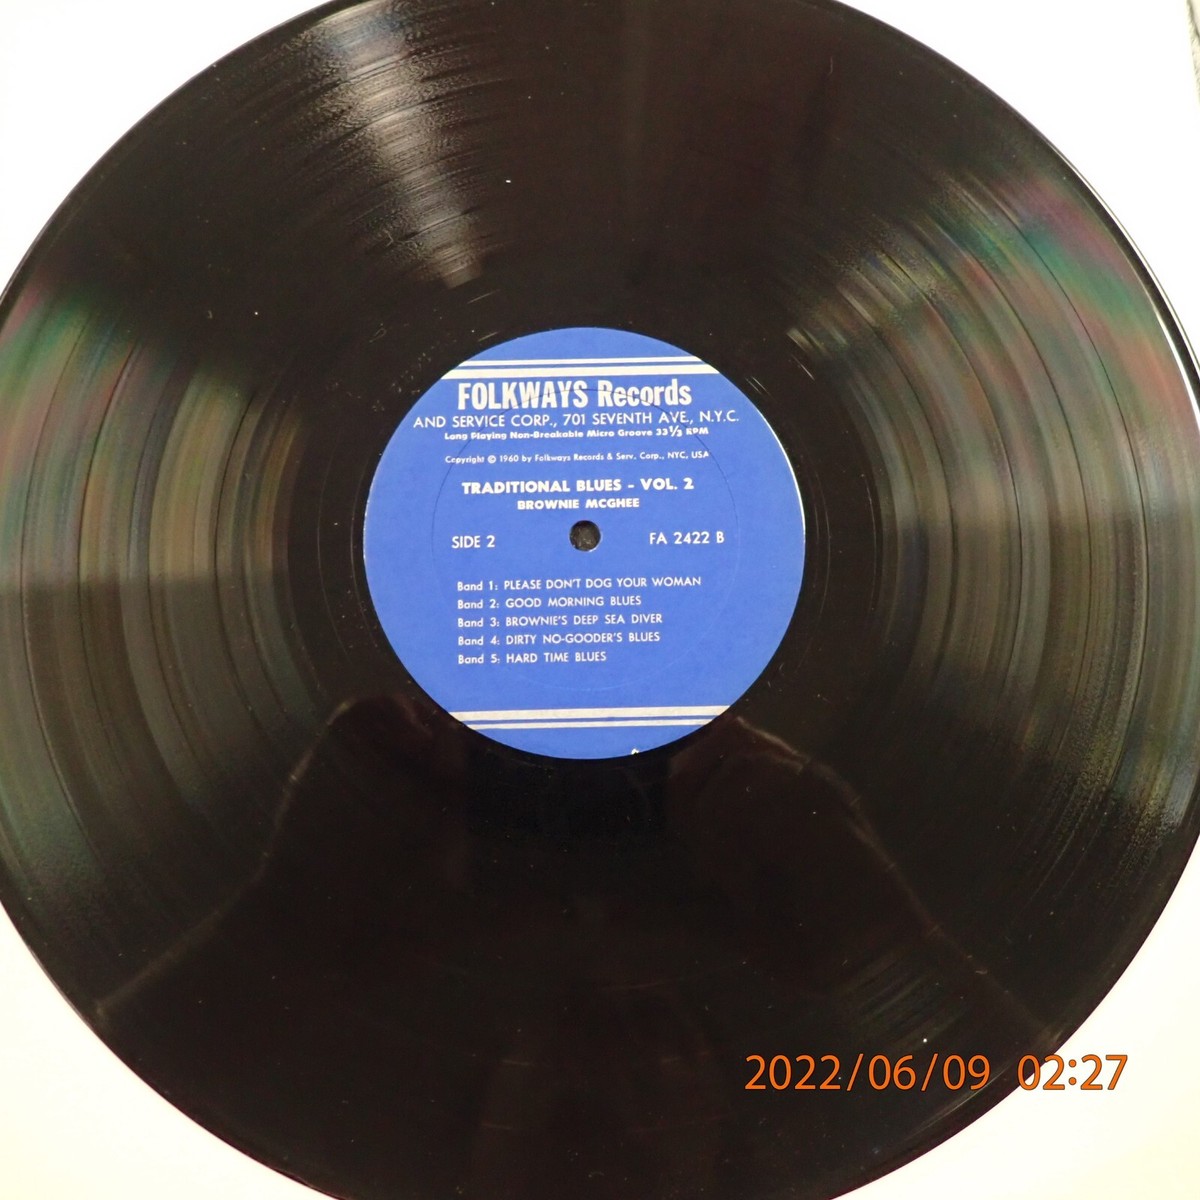 FOLKWAYS Records
AND SERVICE CORP., 701 SEVENTH AVE., N.Y.C.
Long Playing Non-Breakable Micro Groove 33⅓ RPM
Copyright © 1960 by Folkways Records & Serv. Corp., NYC, USA
TRADITIONAL BLUES - VOL. 2
BROWNIE MCGHEE
SIDE 2 FA 2422 B
Band 1: PLEASE DON'T DOG YOUR WOMAN
Band 2: GOOD MORNING BLUES
Band 3: BROWNIE'S DEEP SEA DIVER
Band 4: DIRTY NO-GOODER'S BLUES
Band 5: HARD TIME BLUES
2022/06/09 02:27